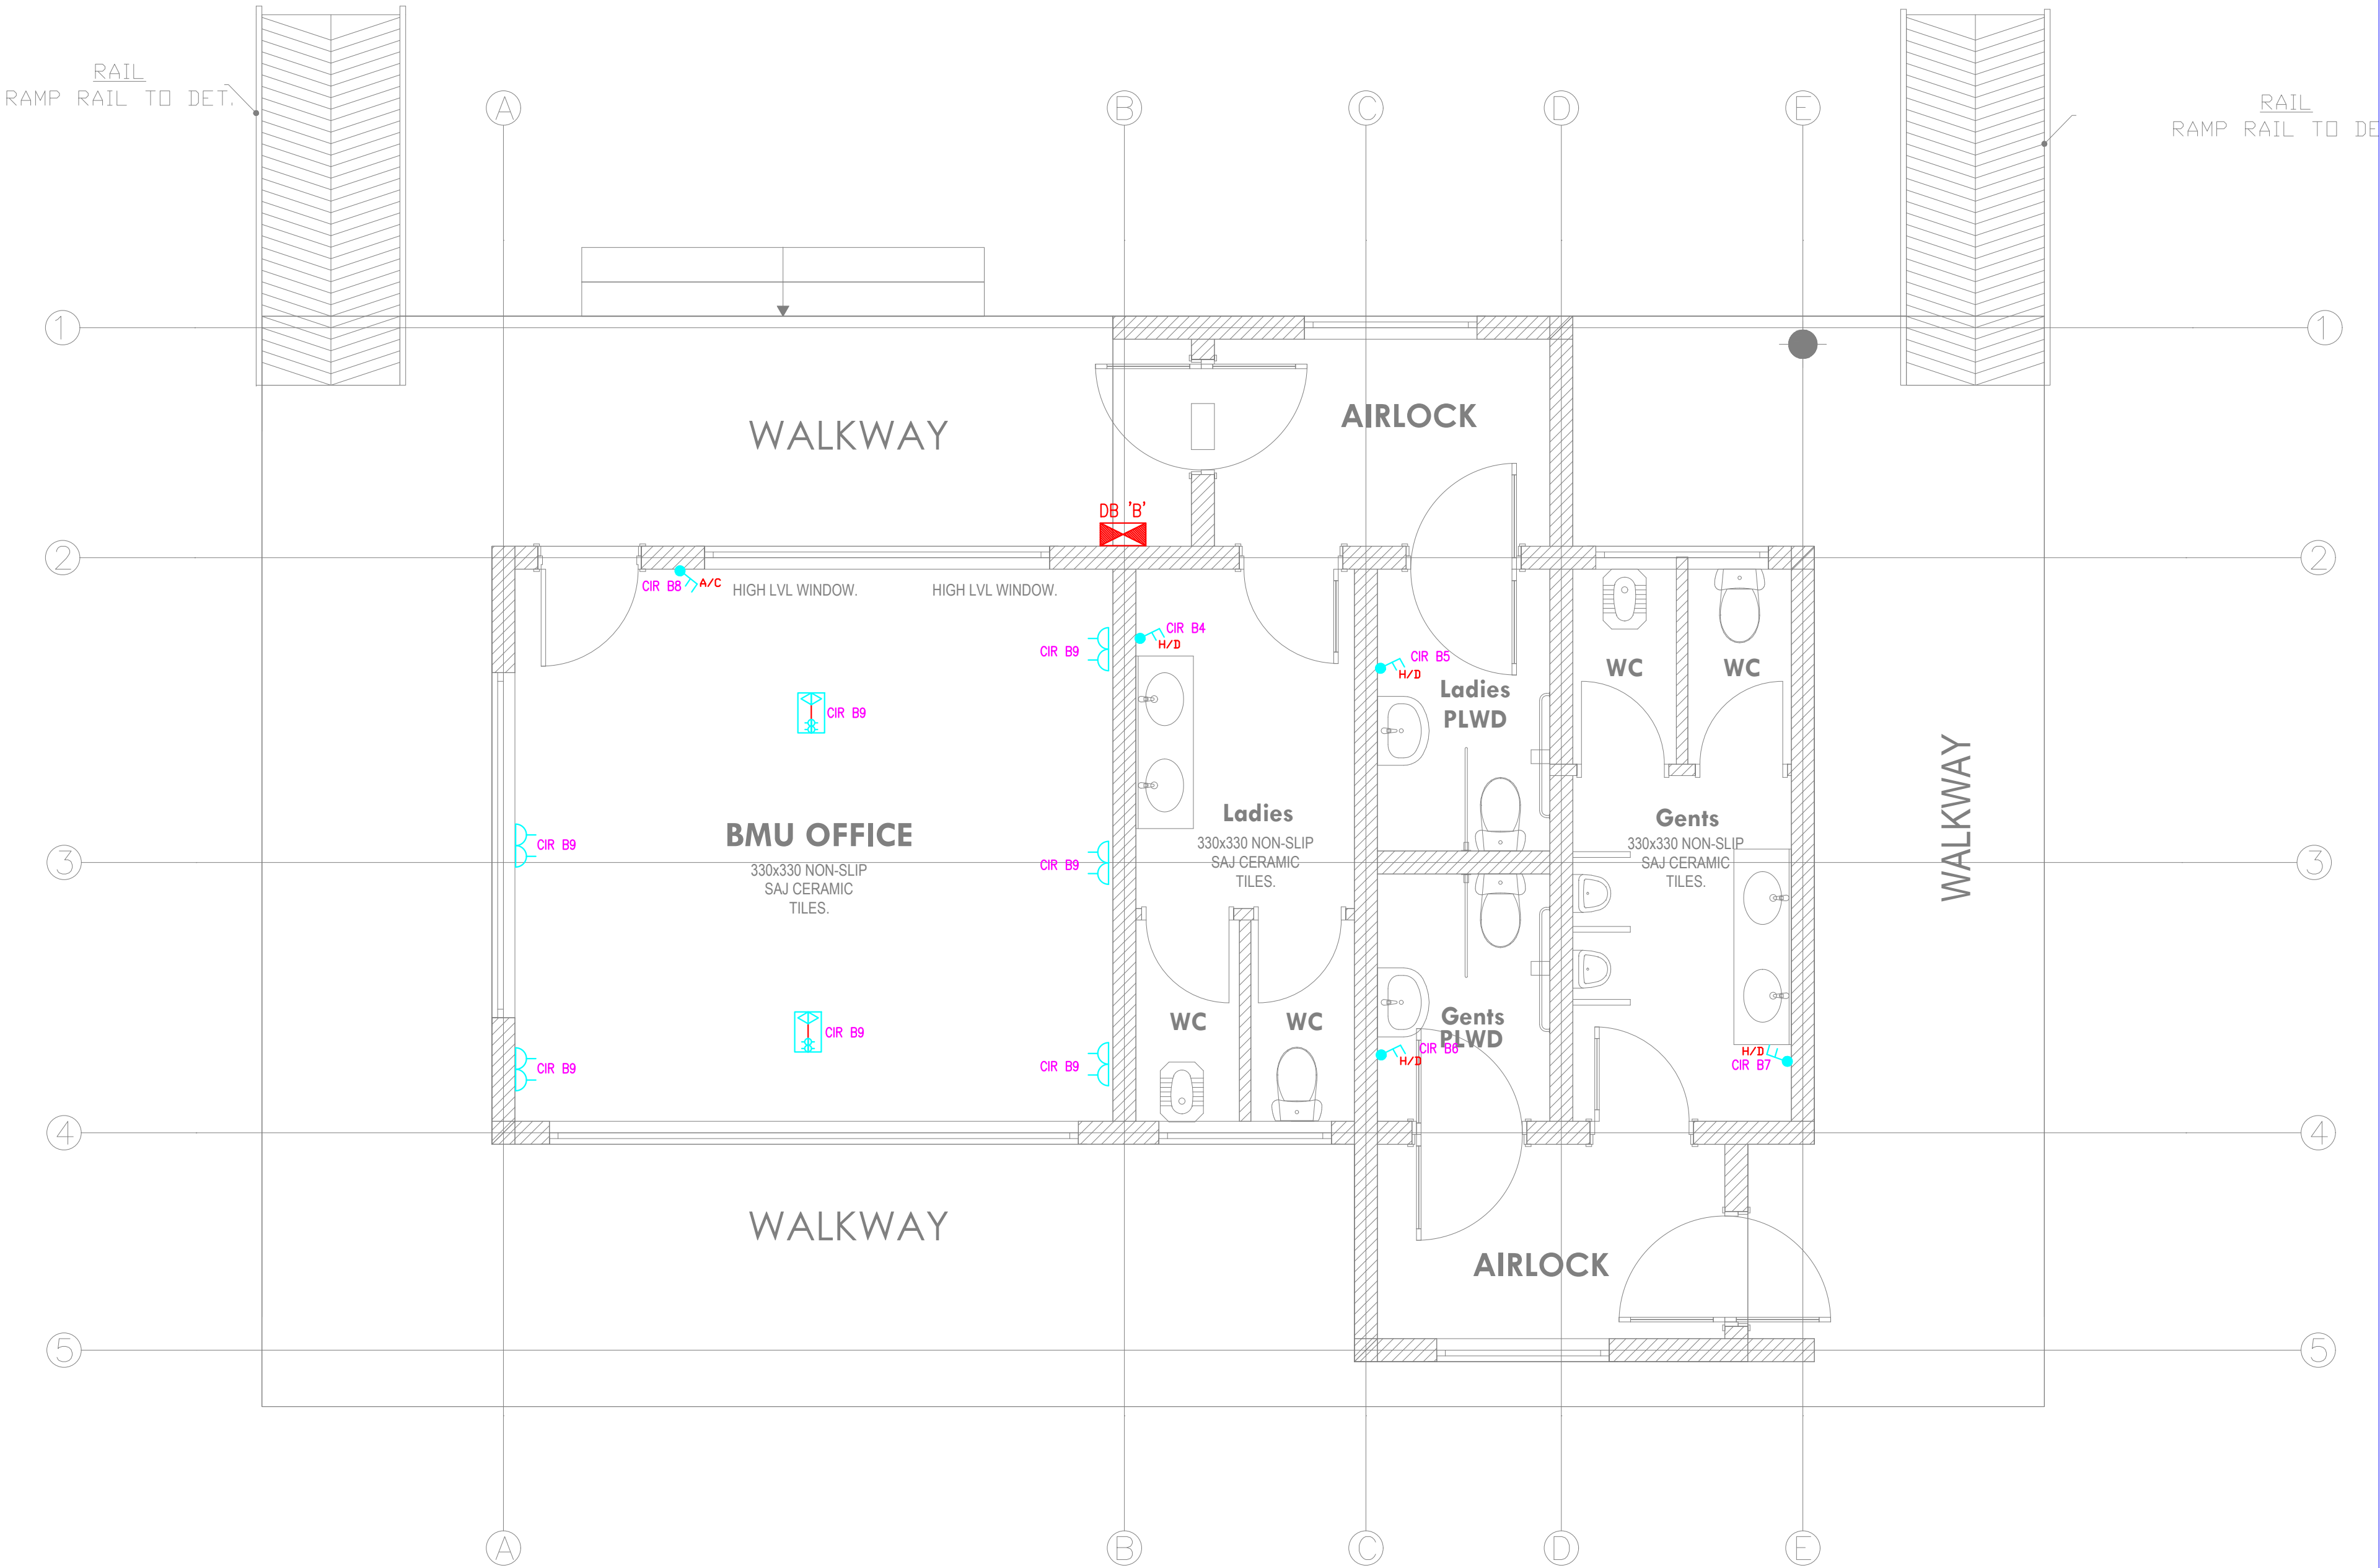 RAIL
RAMP RAIL TO DET.
RAIL
RAMP RAIL TO DE
A
B
C
D
E
1
1
WALKWAY
AIRLOCK
DB 'B'
2
2
CIR B8
A/C
HIGH LVL WINDOW.
HIGH LVL WINDOW.
CIR B9
CIR B4
H/D
CIR B5
H/D
WC
WC
Ladies
PLWD
CIR B9
WALKWAY
CIR B9
BMU OFFICE
330x330 NON-SLIP
SAJ CERAMIC
TILES.
CIR B9
Ladies
330x330 NON-SLIP
SAJ CERAMIC
TILES.
Gents
330x330 NON-SLIP
SAJ CERAMIC
TILES.
3
3
CIR B9
CIR B9
CIR B9
WC
WC
Gents
PLWD
CIR B6
H/D
H/D
CIR B7
4
4
WALKWAY
AIRLOCK
5
5
A
B
C
D
E